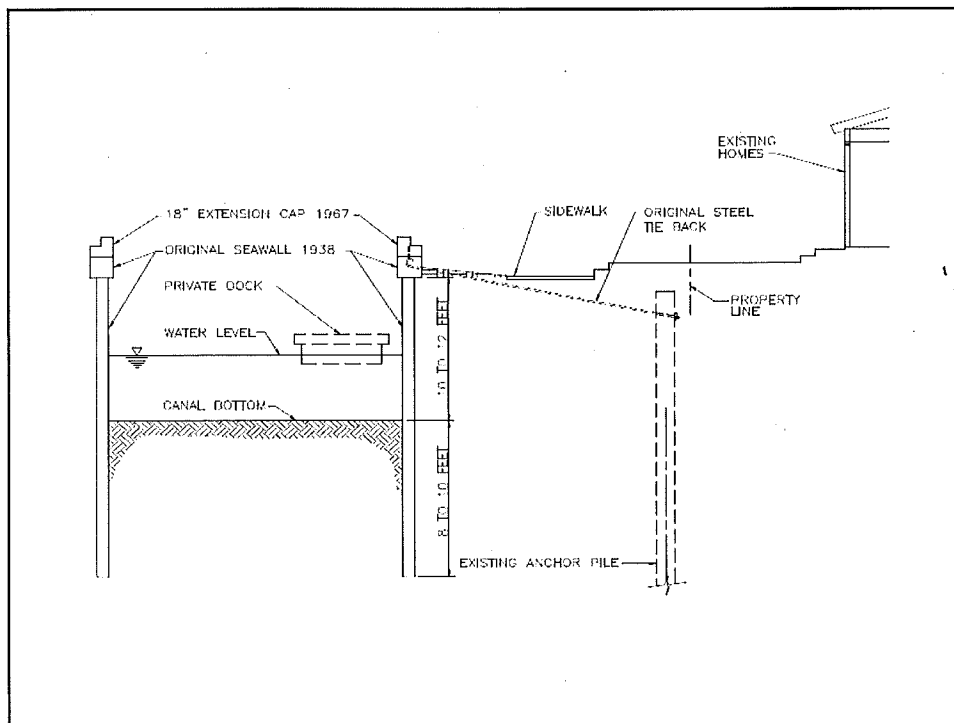 EXISTING
HOMES
18" EXTENSION CAP 1967
SIDEWALK
ORIGINAL STEEL
TIE BACK
ORIGINAL SEAWALL 1938
PRIVATE DOCK
PROPERTY
LINE
WATER LEVEL
10 TO 12 FEET
CANAL BOTTOM
8 TO 10 FEET
EXISTING ANCHOR PILE